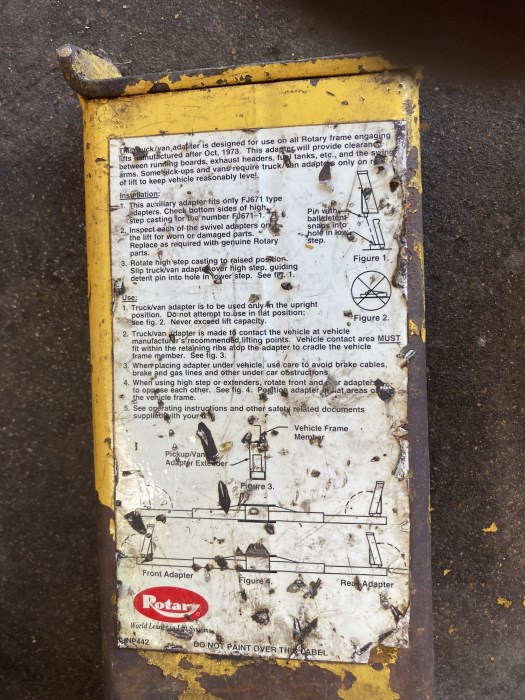 This truck/van adapter is designed for use on all Rotary frame engaging
lifts manufactured after Oct. 1973. This adapter will provide clearance
between running boards, exhaust headers, fuel tanks, etc., and the swing
arms. Some pick-ups and vans require truck/van adapters only on rear
of lift to keep vehicle reasonably level.
Installation:
1. This auxiliary adapter fits only FJ671 type
adapters. Check bottom sides of high
step casting for the number FJ671-1.
2. Inspect each of the swivel adapters on
the lift for worn or damaged parts.
Replace as required with genuine Rotary
parts.
3. Rotate high step casting to raised position.
Slip truck/van adapter over high step, guiding
detent pin into hole in lower step. See fig. 1.
Pin with
ball detent
snaps into
hole in low
step.
Figure 1.
Use:
1. Truck/van adapter is to be used only in the upright
position. Do not attempt to use in flat position;
see fig. 2. Never exceed lift capacity.
Figure 2.
2. Truck/van adapter is made to contact the vehicle at vehicle
manufacturer's recommended lifting points. Vehicle contact area MUST
fit within the retaining ribs atop the adapter to cradle the vehicle
frame member. See fig. 3.
3. When placing adapter under vehicle, use care to avoid brake cables,
brake and gas lines and other under car obstructions.
4. When using high step or extenders, rotate front and rear adapters
to oppose each other. See fig. 4. Position adapter at flat areas of
the vehicle frame.
5. See operating instructions and other safety related documents
supplied with your lift.
Vehicle Frame
Member
Pickup/Van
Adapter Extender
Figure 3.
Front Adapter
Figure 4.
Rear Adapter
Rotary
World Leader in Lift Systems
NP442
DO NOT PAINT OVER THIS LABEL